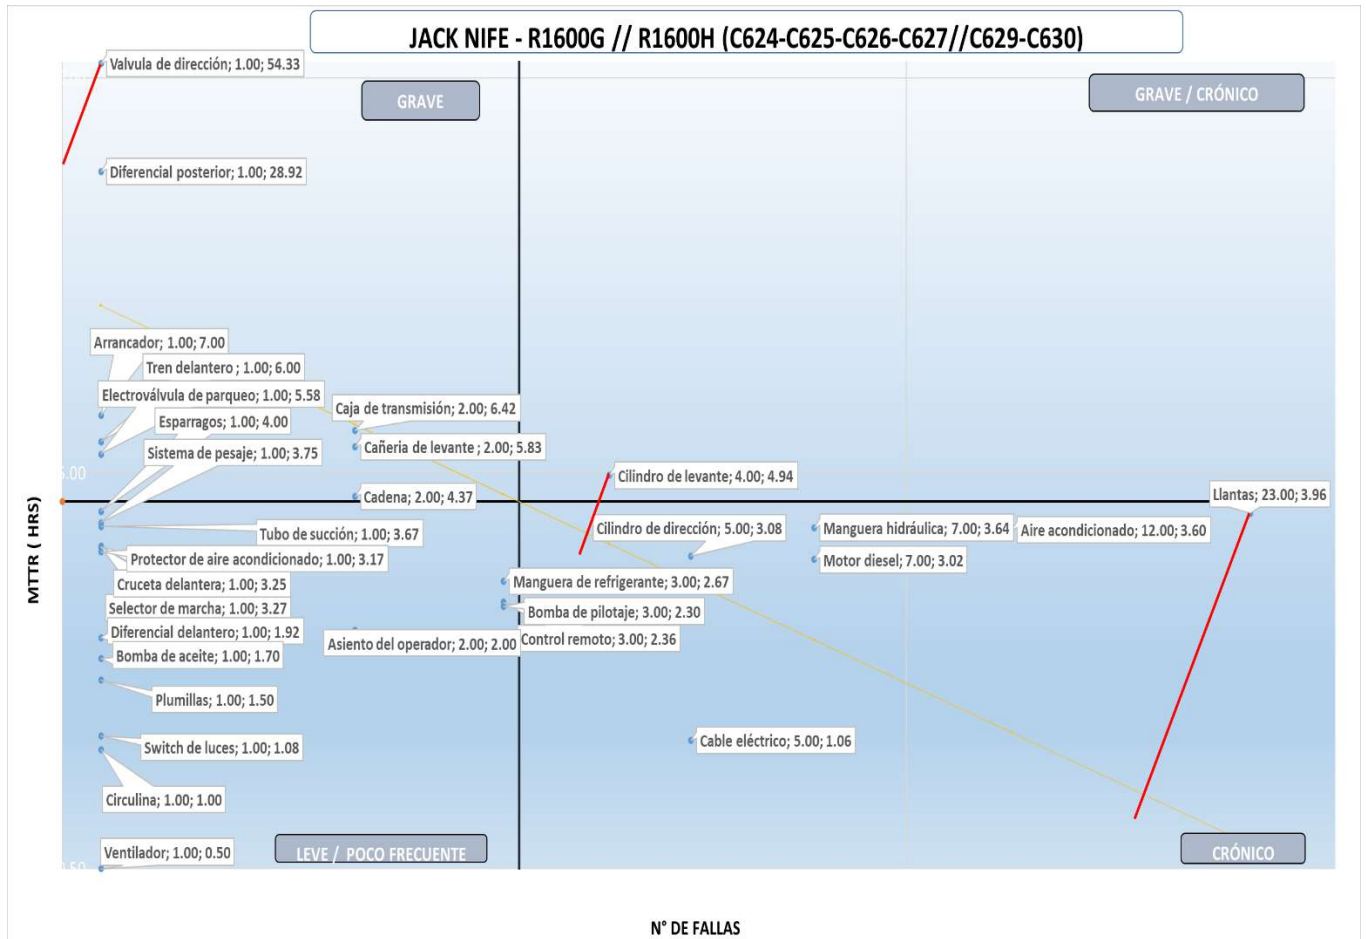 JACK NIFE - R1600G // R1600H (C624-C625-C626-C627//C629-C630)
Valvula de dirección; 1.00; 54.33
GRAVE
GRAVE / CRÓNICO
Diferencial posterior; 1.00; 28.92
Arrancador; 1.00; 7.00
Tren delantero ; 1.00; 6.00
Electroválvula de parqueo; 1.00; 5.58
Caja de transmisión; 2.00; 6.42
Esparragos; 1.00; 4.00
Cañeria de levante ; 2.00; 5.83
Sistema de pesaje; 1.00; 3.75
Cilindro de levante; 4.00; 4.94
Cadena; 2.00; 4.37
Llantas; 23.00; 3.96
Tubo de succión; 1.00; 3.67
Cilindro de dirección; 5.00; 3.08
Manguera hidráulica; 7.00; 3.64
Aire acondicionado; 12.00; 3.60
Protector de aire acondicionado; 1.00; 3.17
Motor diesel; 7.00; 3.02
Cruceta delantera; 1.00; 3.25
Manguera de refrigerante; 3.00; 2.67
Selector de marcha; 1.00; 3.27
Bomba de pilotaje; 3.00; 2.30
Diferencial delantero; 1.00; 1.92
Asiento del operador; 2.00; 2.00
Control remoto; 3.00; 2.36
Bomba de aceite; 1.00; 1.70
Plumillas; 1.00; 1.50
Switch de luces; 1.00; 1.08
Cable eléctrico; 5.00; 1.06
Circulina; 1.00; 1.00
Ventilador; 1.00; 0.50
LEVE / POCO FRECUENTE
CRÓNICO
MTTR ( HRS)
N° DE FALLAS